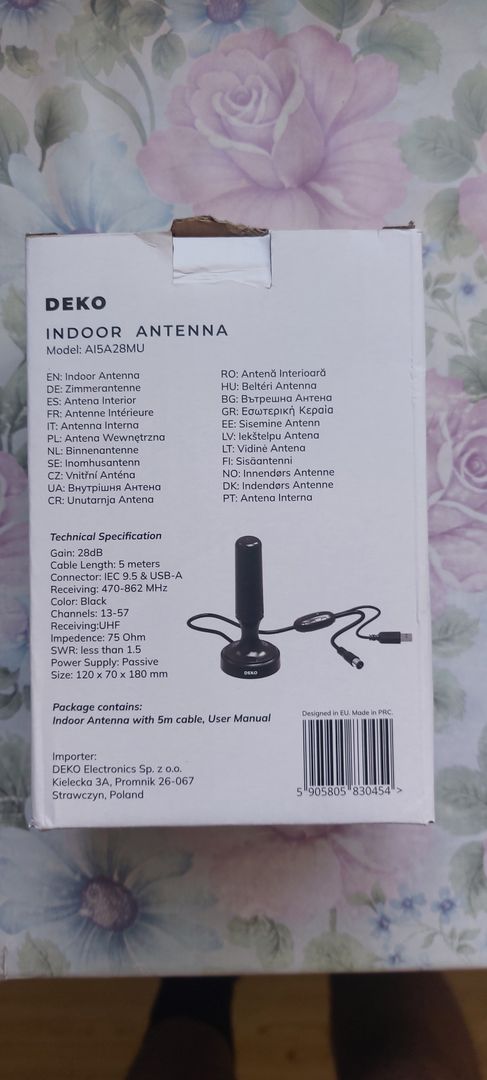 DEKO
INDOOR ANTENNA
Model: AI5A28MU
EN: Indoor Antenna
DE: Zimmerantenne
ES: Antena Interior
FR: Antenne Intérieure
IT: Antenna Interna
PL: Antena Wewnętrzna
NL: Binnenantenne
SE: Inomhusantenn
CZ: Vnitřní Anténa
UA: Внутрішня Антена
CR: Unutarnja Antena
RO: Antenă Interioară
HU: Beltéri Antenna
BG: Вътрешна Антена
GR: Εσωτερική Κεραία
EE: Sisemine Antenn
LV: Iekštelpu Antena
LT: Vidinė Antena
FI: Sisäantenni
NO: Innendørs Antenne
DK: Indendørs Antenne
PT: Antena Interna
Technical Specification
Gain: 28dB
Cable Length: 5 meters
Connector: IEC 9.5 & USB-A
Receiving: 470-862 MHz
Color: Black
Channels: 13-57
Receiving:UHF
Impedence: 75 Ohm
SWR: less than 1.5
Power Supply: Passive
Size: 120 x 70 x 180 mm
DEKO
Package contains:
Indoor Antenna with 5m cable, User Manual
Importer:
DEKO Electronics Sp. z o.o.
Kielecka 3A, Promnik 26-067
Strawczyn, Poland
Designed in EU. Made in PRC.
5 905805 830454 >